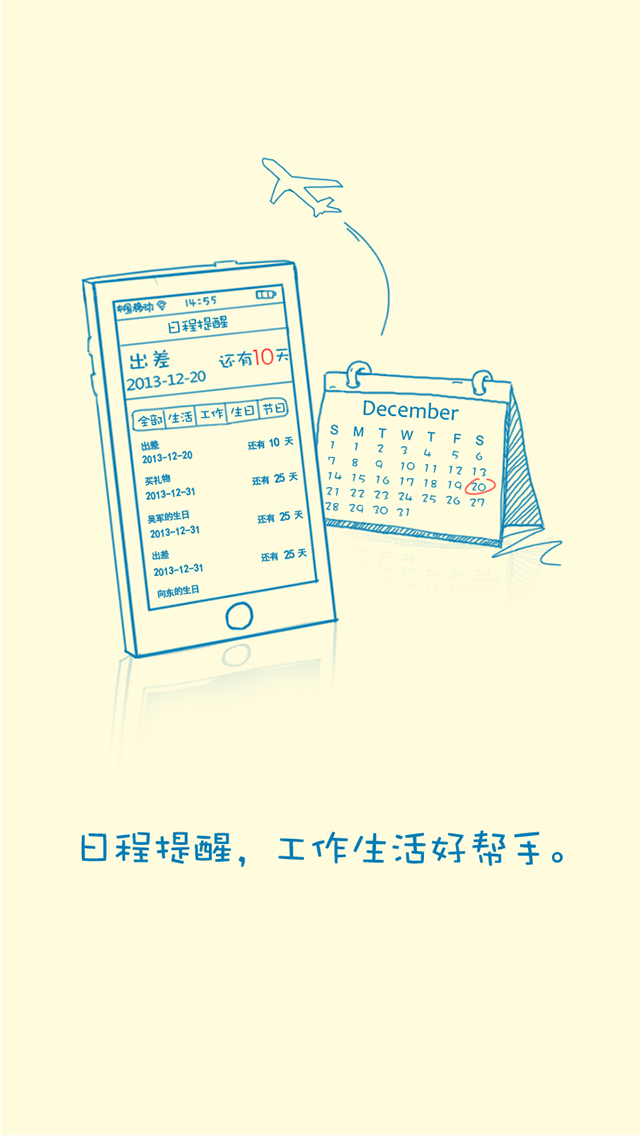 中国移动 14:55
日程提醒
出差 还有10天
2013-12-20
全部 生活 工作 生日 节日
出差
2013-12-20 还有 10 天
买礼物
2013-12-31 还有 25 天
吴军的生日
2013-12-31 还有 25 天
出差
2013-12-31 还有 25 天
向东的生日
December
S M T W T F S
1 1 2 3 4 5 6
7 8 9 10 11 12 13
14 15 16 17 18 19 20
21 22 23 24 25 26 27
28 29 30 31
日程提醒，工作生活好帮手。